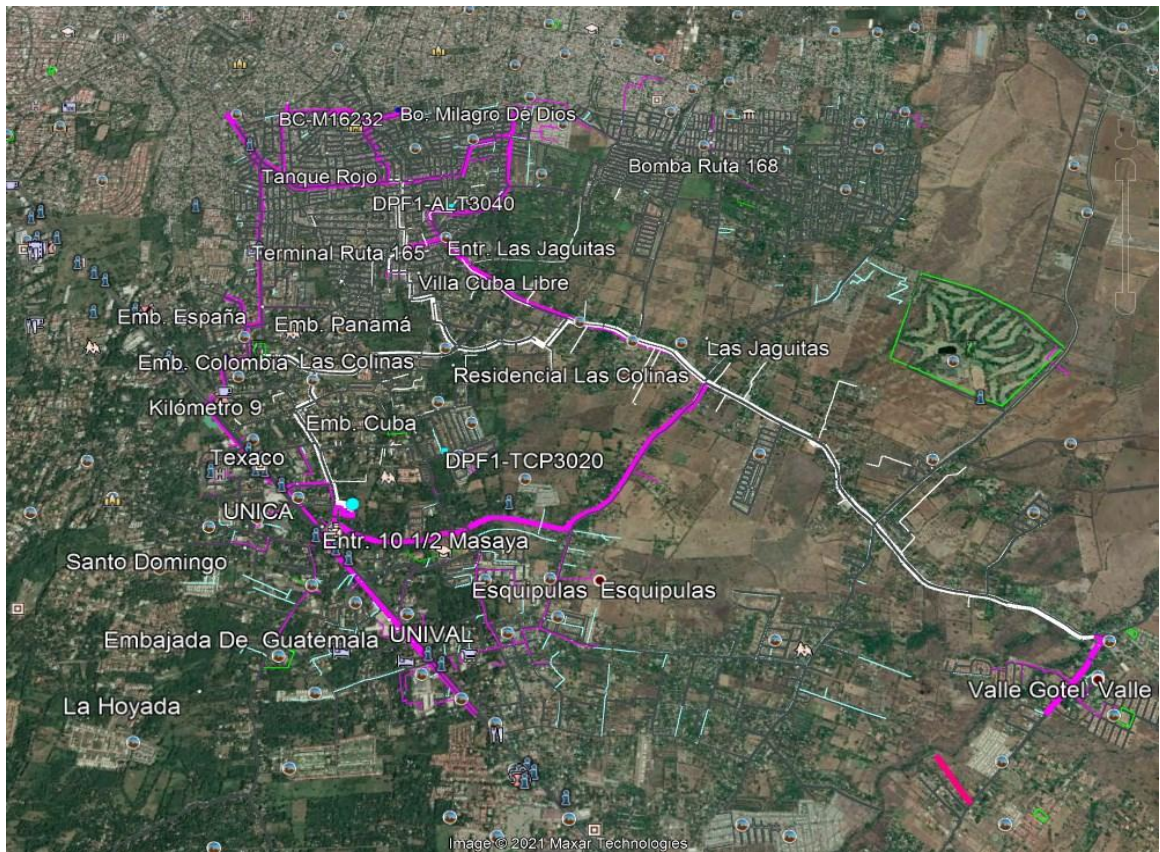 BC-M16232
Bo. Milagro De Dios
Bomba Ruta 168
Tanque Rojo
DPF1-ALT3040
Terminal Ruta 165
Entr. Las Jaguitas
Villa Cuba Libre
Emb. España
Emb. Panamá
Las Jaguitas
Emb. Colombia
Las Colinas
Residencial Las Colinas
Kilómetro 9
Emb. Cuba
Texaco
DPF1-TCP3020
UNICA
Entr. 10 1/2 Masaya
Santo Domingo
Esquipulas Esquipulas
Embajada De Guatemala
UNIVAL
Valle Gotel Valle
La Hoyada
Image © 2021 Maxar Technologies